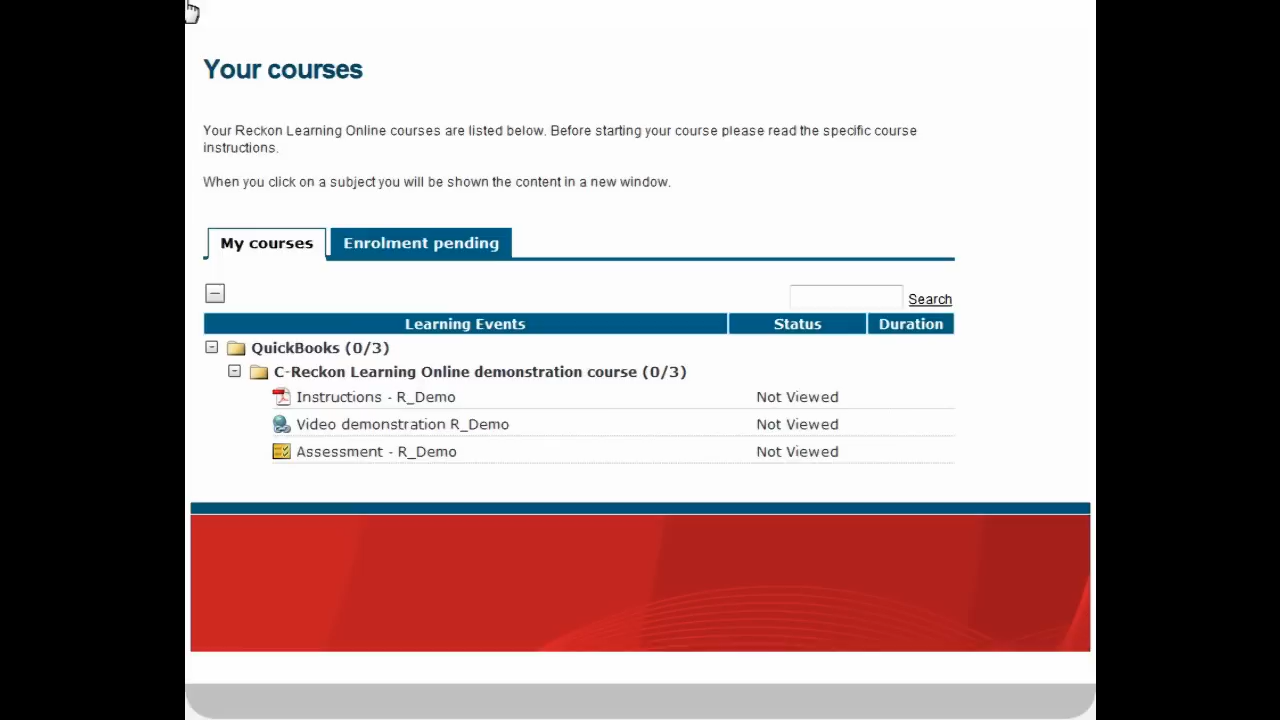 Your courses
Your Reckon Learning Online courses are listed below. Before starting your course please read the specific course
instructions.
When you click on a subject you will be shown the content in a new window.
My courses Enrolment pending
Search
Learning Events Status Duration
QuickBooks (0/3)
C-Reckon Learning Online demonstration course (0/3)
Instructions - R_Demo Not Viewed
Video demonstration R_Demo Not Viewed
Assessment - R_Demo Not Viewed